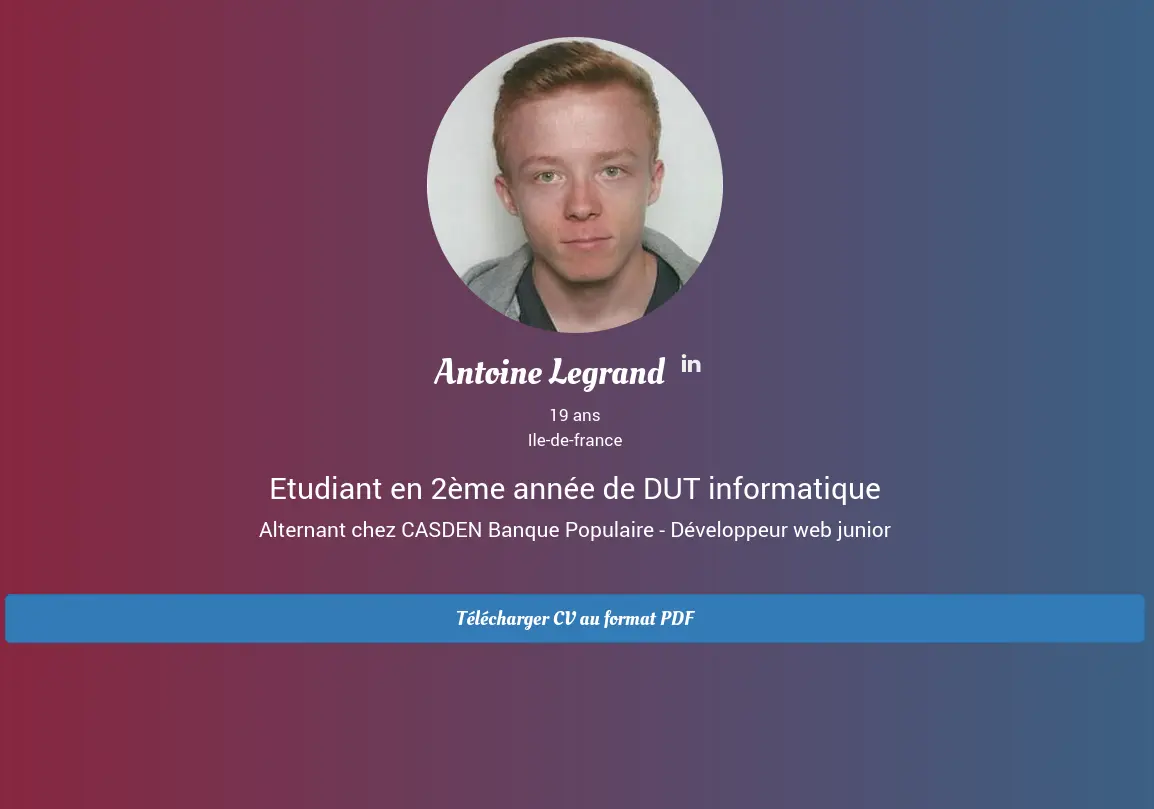 Antoine Legrand in
19 ans
Ile-de-france
Etudiant en 2ème année de DUT informatique
Alternant chez CASDEN Banque Populaire - Développeur web junior
Télécharger CV au format PDF